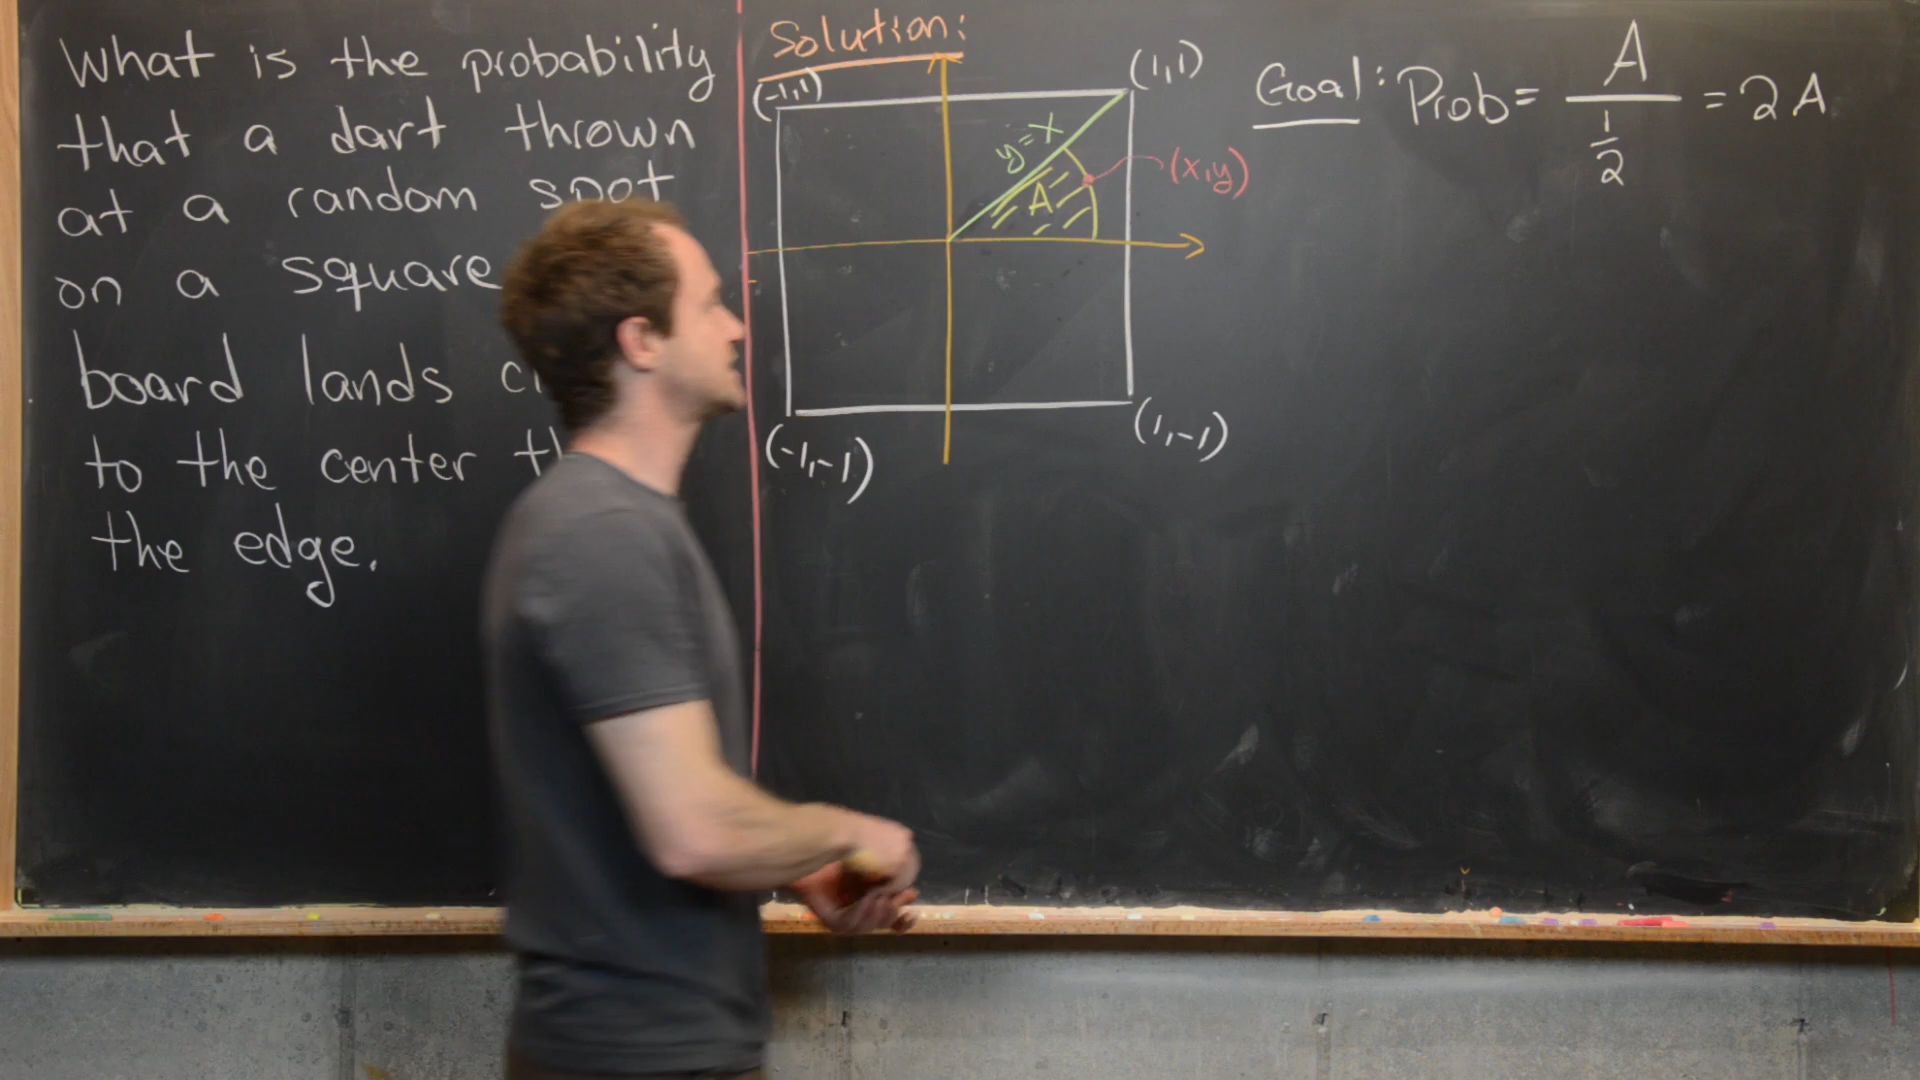 What is the probability
that a dart thrown
at a random spot
on a square
board lands
to the center
the edge.
Solution:
(-1,1)
(1,1)
y=x
A
(x,y)
(-1,-1)
(1,-1)
Goal: Prob = A / 1/2 = 2A